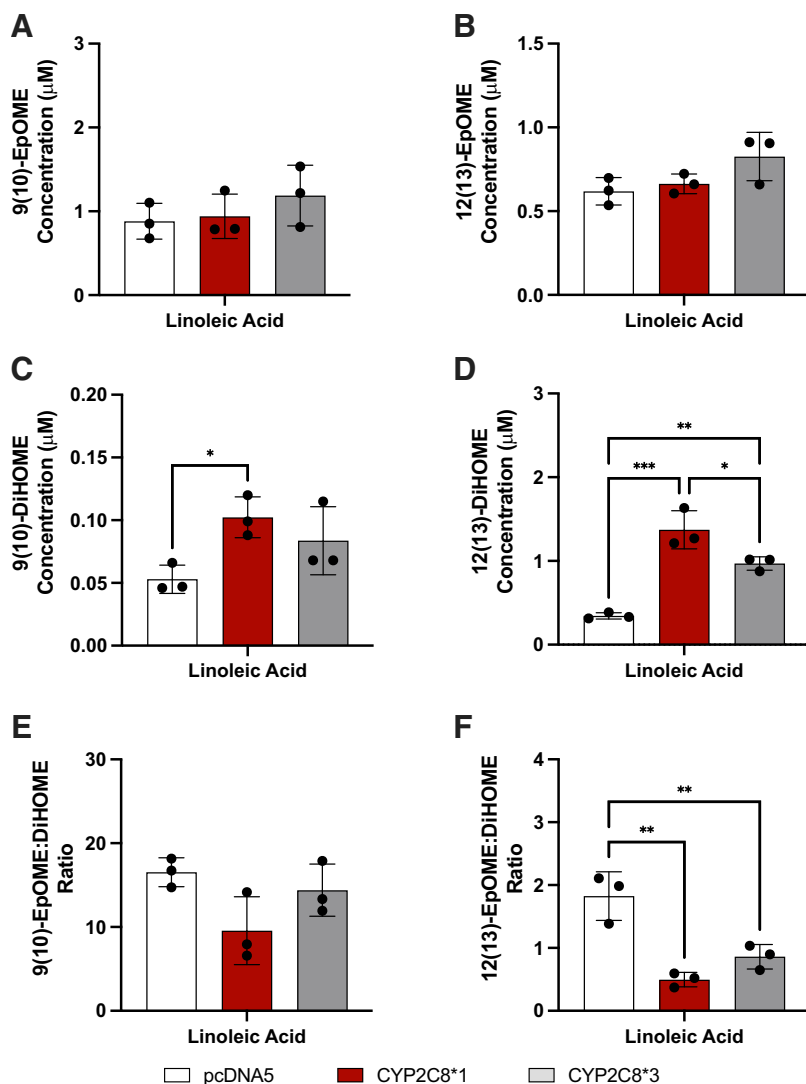 A
9(10)-EpOME
Concentration (μM)
3
2
1
0
Linoleic Acid
B
12(13)-EpOME
Concentration (μM)
1.5
1.0
0.5
0.0
Linoleic Acid
C
9(10)-DiHOME
Concentration (μM)
0.20
0.15
0.10
0.05
0.00
*
Linoleic Acid
D
12(13)-DiHOME
Concentration (μM)
3
2
1
0
**
*** *
Linoleic Acid
E
9(10)-EpOME:DiHOME
Ratio
30
20
10
0
Linoleic Acid
F
12(13)-EpOME:DiHOME
Ratio
4
3
2
1
0
**
**
Linoleic Acid
pcDNA5 CYP2C8*1 CYP2C8*3